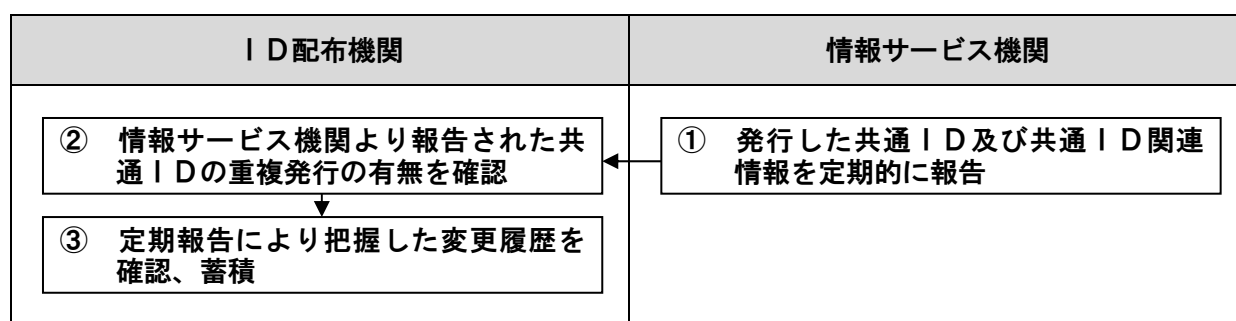 ＩＤ配布機関
情報サービス機関
② 情報サービス機関より報告された共
通ＩＤの重複発行の有無を確認
① 発行した共通ＩＤ及び共通ＩＤ関連
情報を定期的に報告
③ 定期報告により把握した変更履歴を
確認、蓄積